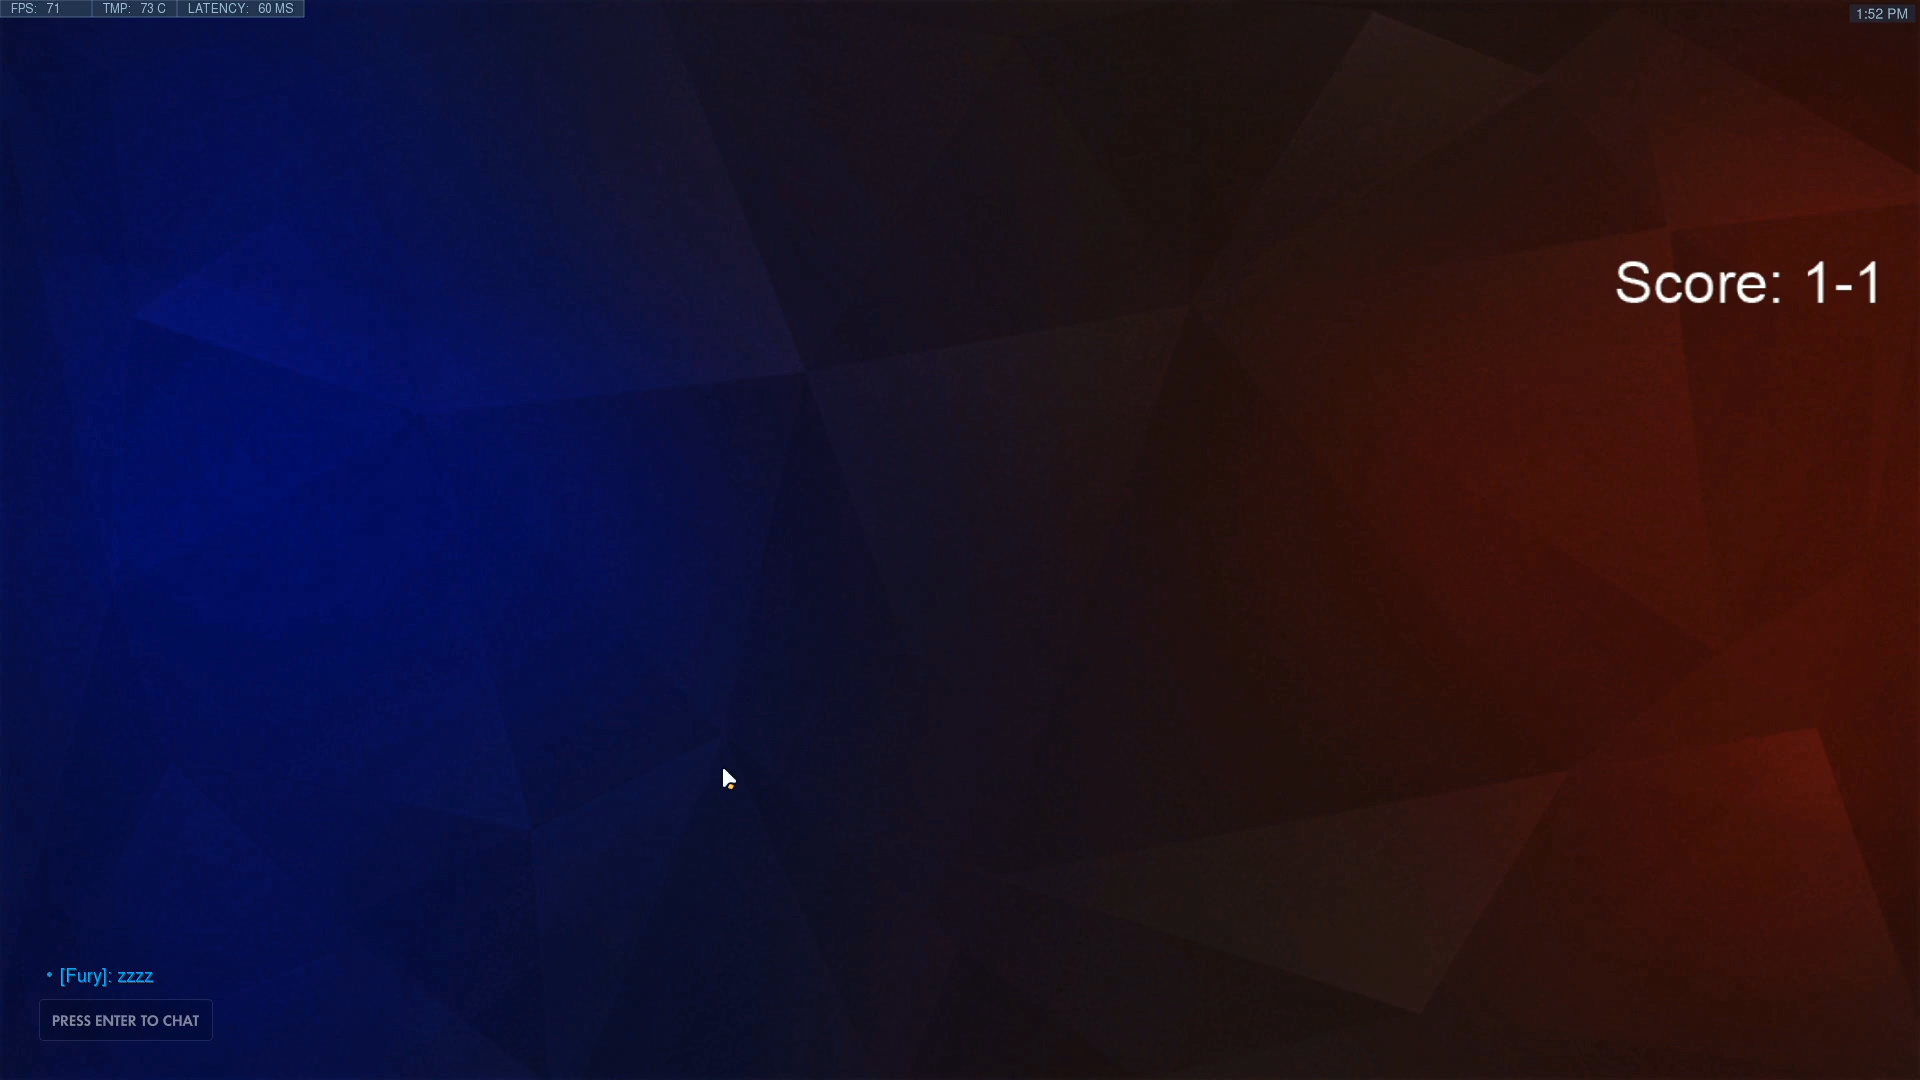 FPS: 71 TMP: 73 C LATENCY: 60 MS
1:52 PM
Score: 1-1
• [Fury]: zzzz
PRESS ENTER TO CHAT